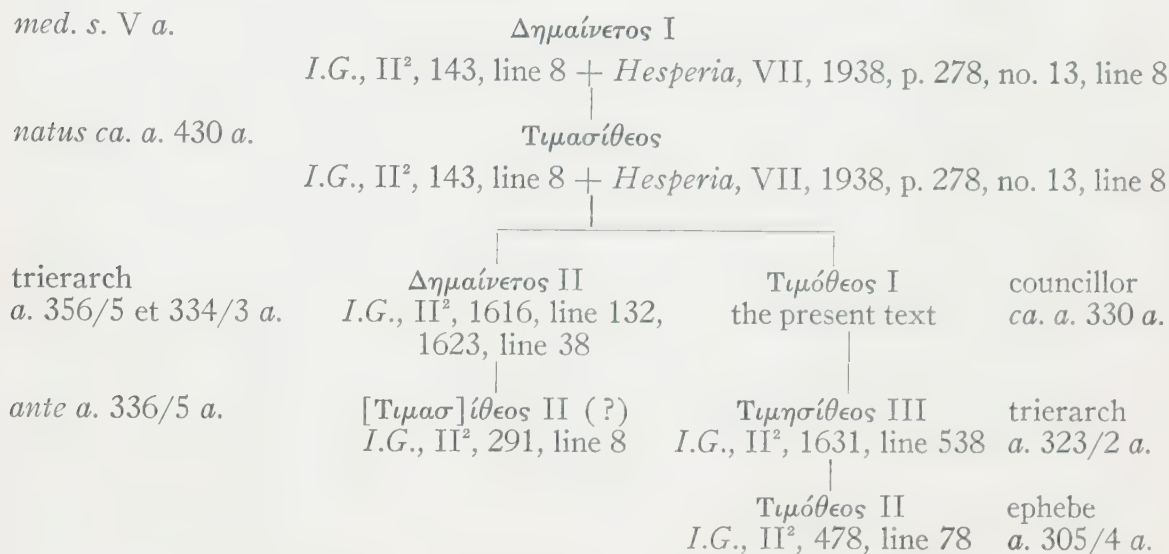 med. s. V a. Δημαίνετος I
I.G., II², 143, line 8 + Hesperia, VII, 1938, p. 278, no. 13, line 8
natus ca. a. 430 a. Τιμασίθεος
I.G., II², 143, line 8 + Hesperia, VII, 1938, p. 278, no. 13, line 8
trierarch Δημαίνετος II Τιμόθεος I councillor
a. 356/5 et 334/3 a. I.G., II², 1616, line 132, the present text ca. a. 330 a.
1623, line 38
ante a. 336/5 a. [Τιμασ]ίθεος II (?) Τιμησίθεος III trierarch
I.G., II², 291, line 8 I.G., II², 1631, line 538 a. 323/2 a.
Τιμόθεος II ephebe
I.G., II², 478, line 78 a. 305/4 a.